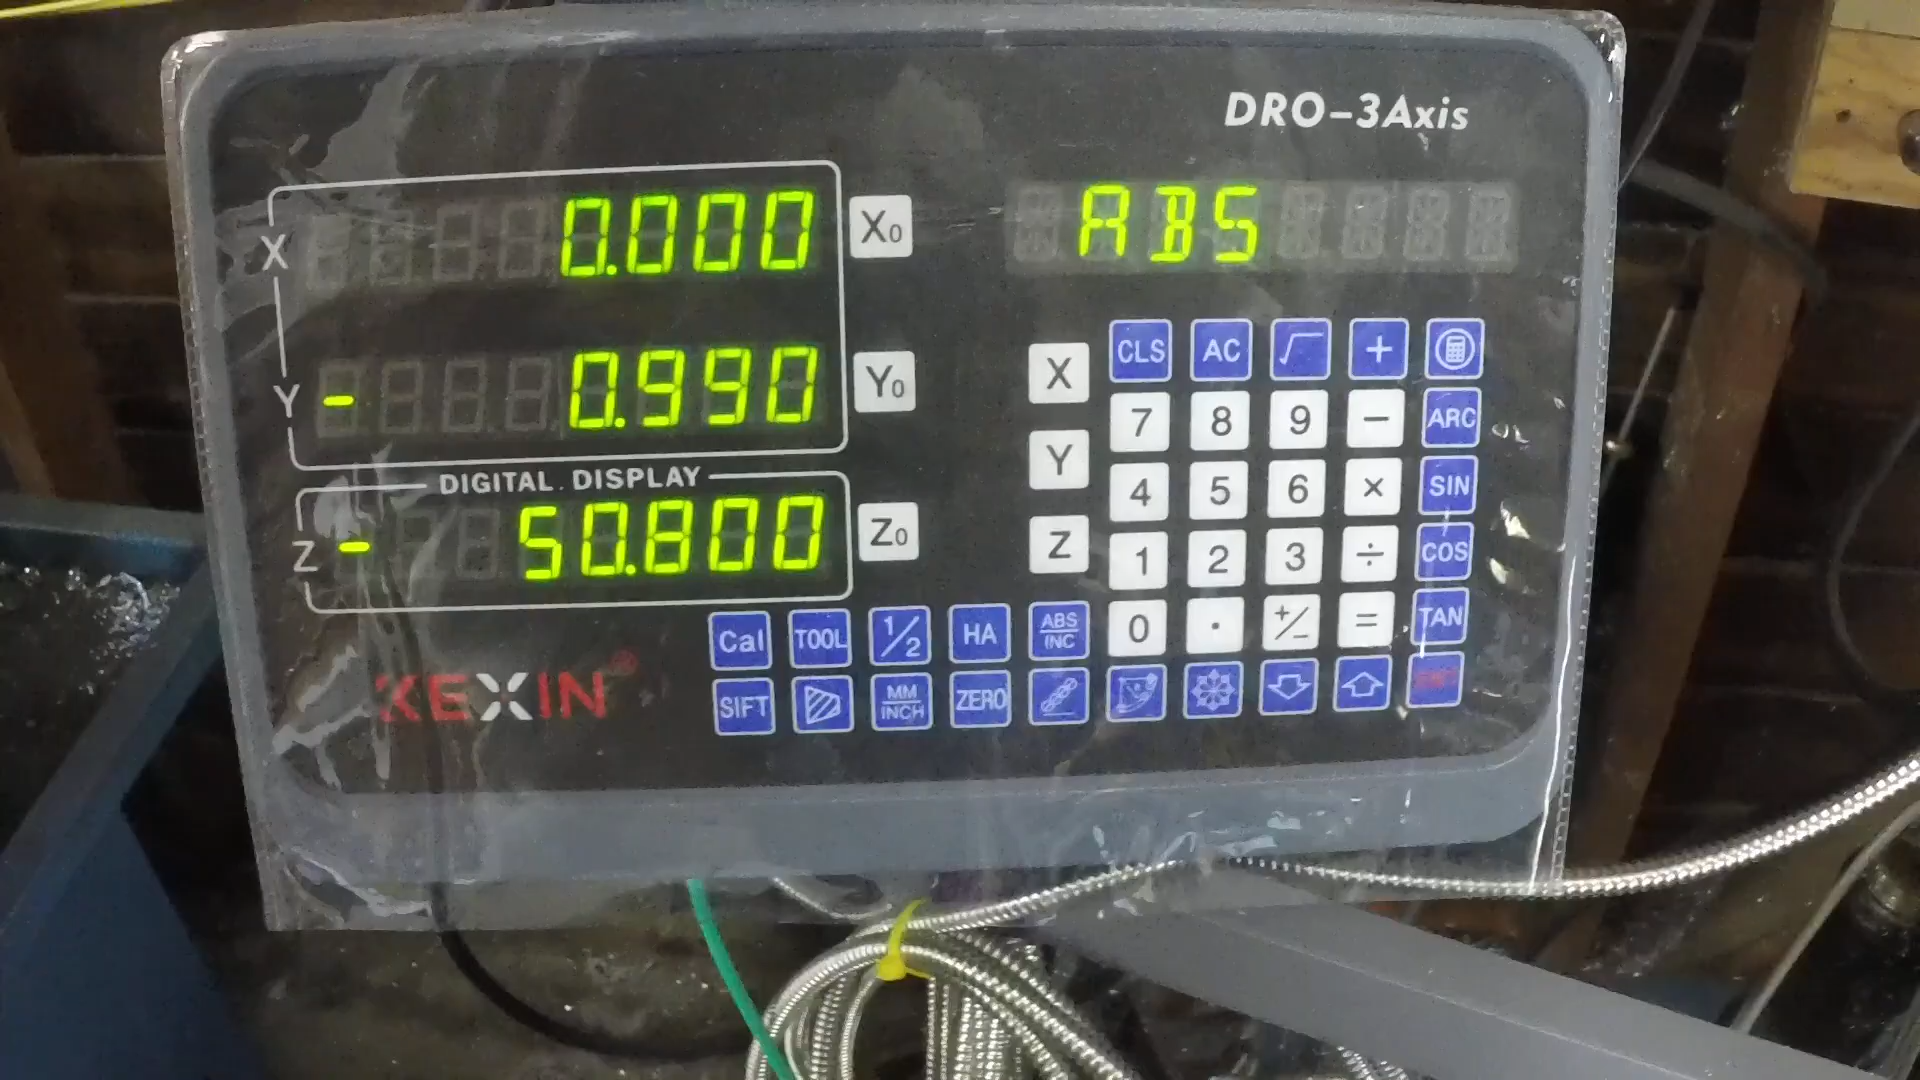 DRO-3Axis
X 0.000 X0 ABS
Y - 0.990 Y0
DIGITAL DISPLAY
Z - 50.800 Z0
X CLS AC √ +
7 8 9 - ARC
Y 4 5 6 × SIN
Z 1 2 3 ÷ COS
Cal TOOL 1/2 HA ABS/INC 0 . +/- = TAN
SIFT MM/INCH ZERO
KEXIN®